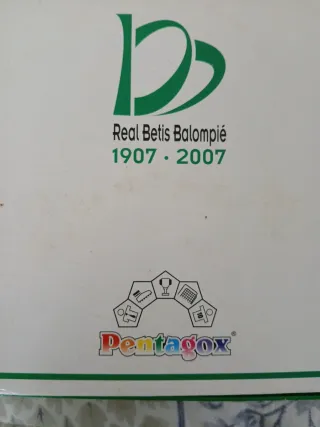 Real Betis Balompié
1907 · 2007
Pentagox®